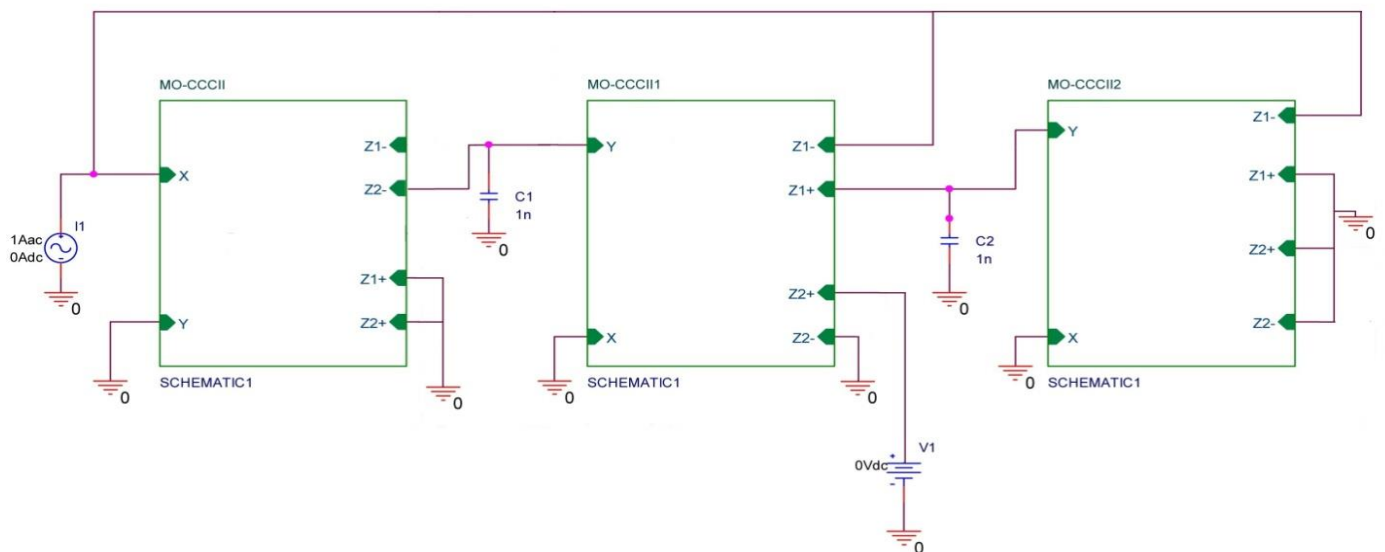 MO-CCCII
X
Y
Z1-
Z2-
Z1+
Z2+
SCHEMATIC1
I1
1Aac
0Adc
0
0
0
C1
1n
0
MO-CCCII1
Y
X
Z1-
Z1+
Z2+
Z2-
SCHEMATIC1
0
0
V1
0Vdc
0
C2
1n
0
MO-CCCII2
Y
X
Z1-
Z1+
Z2+
Z2-
SCHEMATIC1
0
0